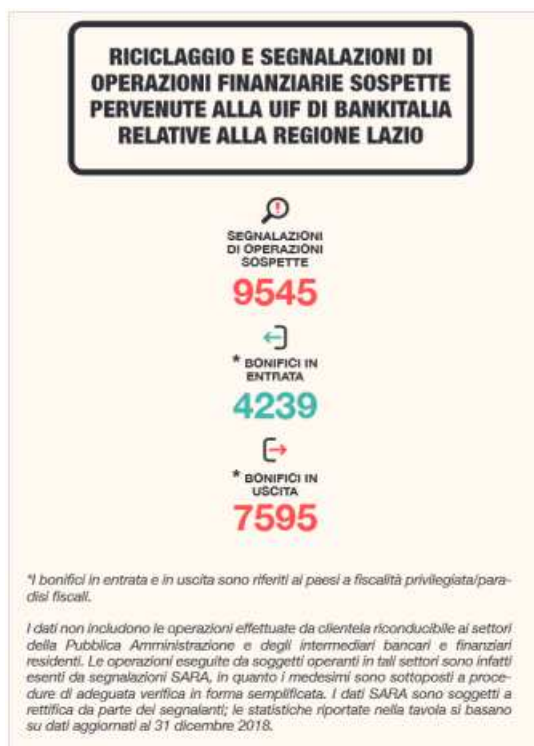 RICICLAGGIO E SEGNALAZIONI DI
OPERAZIONI FINANZIARIE SOSPETTE
PERVENUTE ALLA UIF DI BANKITALIA
RELATIVE ALLA REGIONE LAZIO
SEGNALAZIONI
DI OPERAZIONI
SOSPETTE
9545
* BONIFICI IN
ENTRATA
4239
* BONIFICI IN
USCITA
7595
*I bonifici in entrata e in uscita sono riferiti ai paesi a fiscalità privilegiata/para-
disi fiscali.
I dati non includono le operazioni effettuate da clientela riconducibile ai settori
della Pubblica Amministrazione e degli intermediari bancari e finanziari
residenti. Le operazioni eseguite da soggetti operanti in tali settori sono infatti
esenti da segnalazioni SARA, in quanto i medesimi sono sottoposti a proce-
dure di adeguata verifica in forma semplificata. I dati SARA sono soggetti a
rettifica da parte dei segnalanti; le statistiche riportate nella tavola si basano
su dati aggiornati al 31 dicembre 2018.